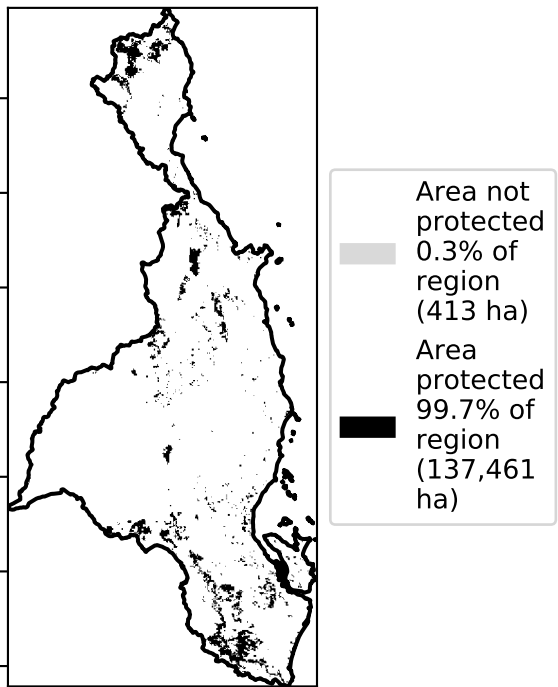 Area not
protected
0.3% of
region
(413 ha)
Area
protected
99.7% of
region
(137,461
ha)